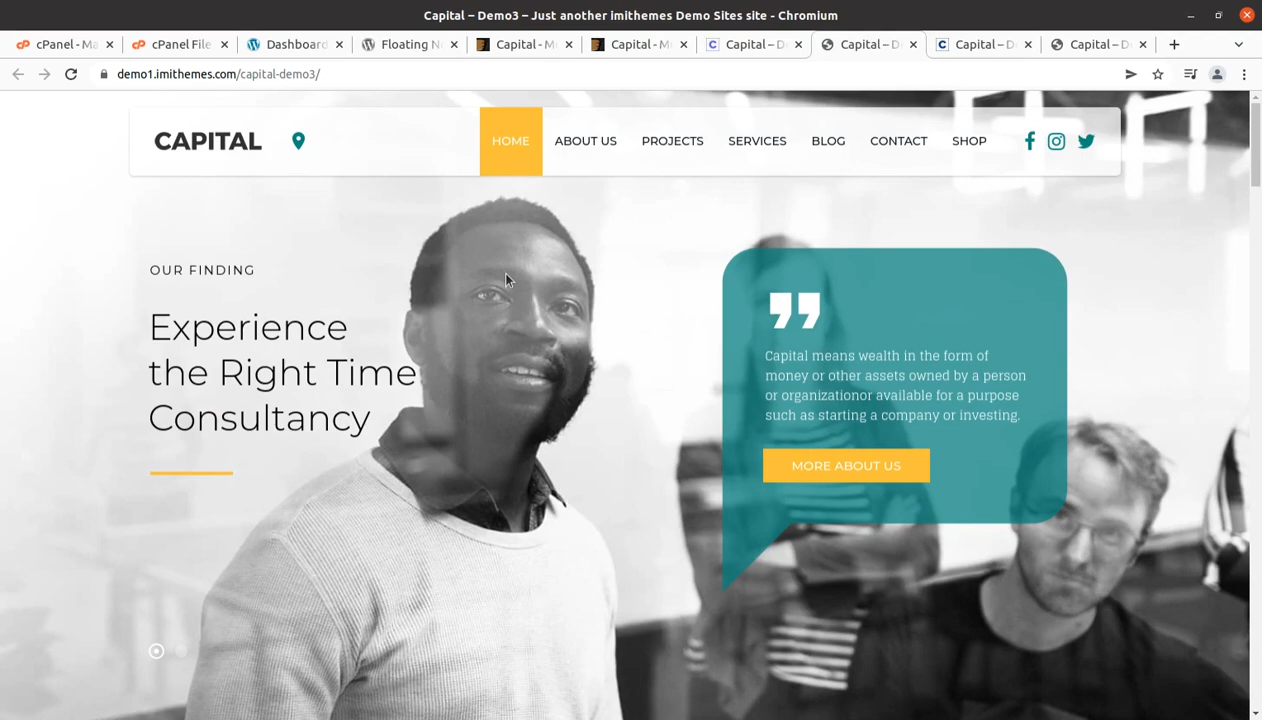 Capital – Demo3 – Just another imithemes Demo Sites site - Chromium
cPanel - Ma
cPanel File
Dashboard
Floating N
Capital - M
Capital - M
Capital – D
Capital – D
Capital – D
Capital – D
demo1.imithemes.com/capital-demo3/
CAPITAL
HOME
ABOUT US
PROJECTS
SERVICES
BLOG
CONTACT
SHOP
OUR FINDING
Experience
the Right Time
Consultancy
Capital means wealth in the form of
money or other assets owned by a person
or organizationor available for a purpose
such as starting a company or investing.
MORE ABOUT US